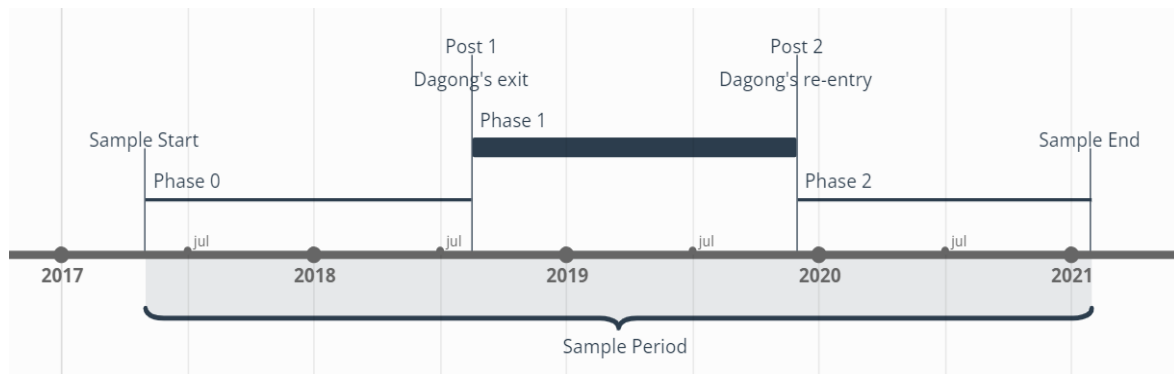 Post 1
Post 2
Dagong's exit
Dagong's re-entry
Phase 1
Sample Start
Sample End
Phase 0
Phase 2
jul
jul
jul
jul
2017
2018
2019
2020
2021
Sample Period